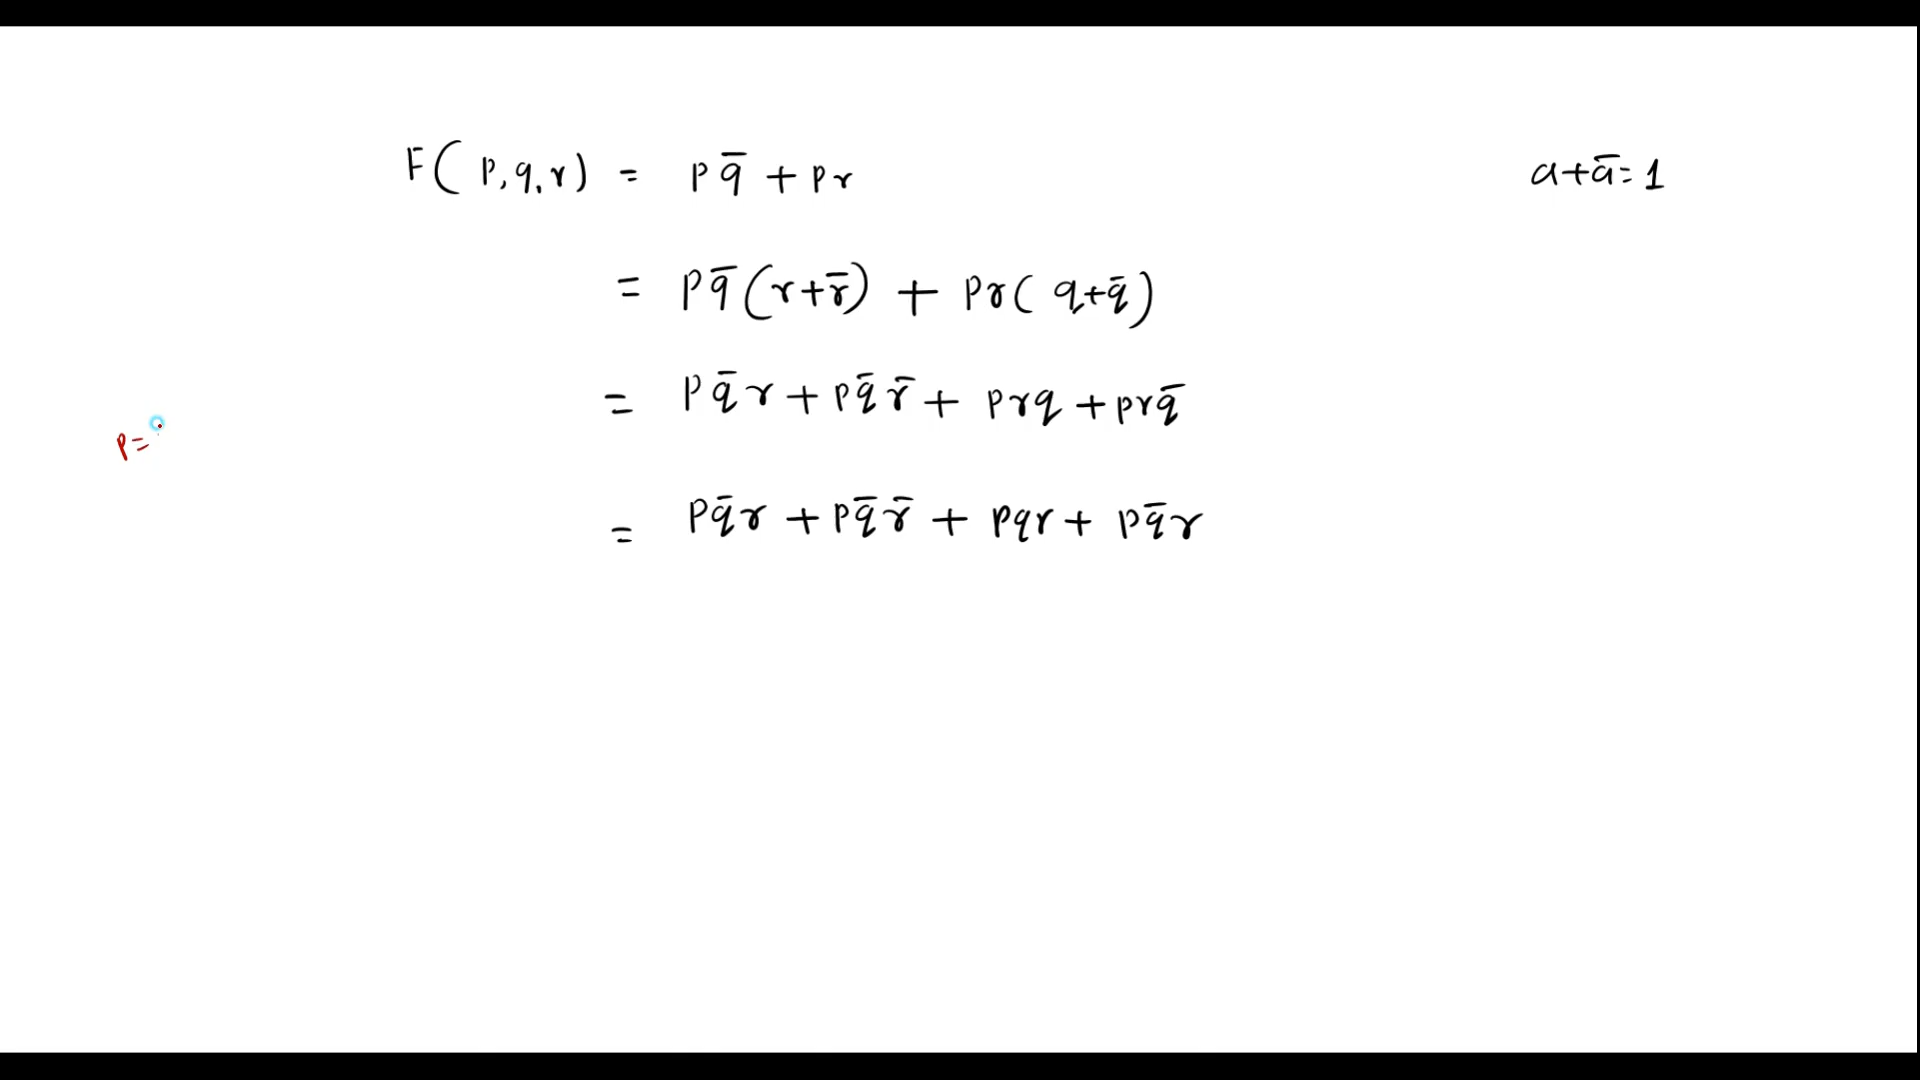 F(p,q,r) = pq̅ + pr
a+a̅=1
= pq̅(r+r̅) + pr(q+q̅)
= pq̅r + pq̅r̅ + prq + prq̅
p=
= pq̅r + pq̅r̅ + pqr + pq̅r